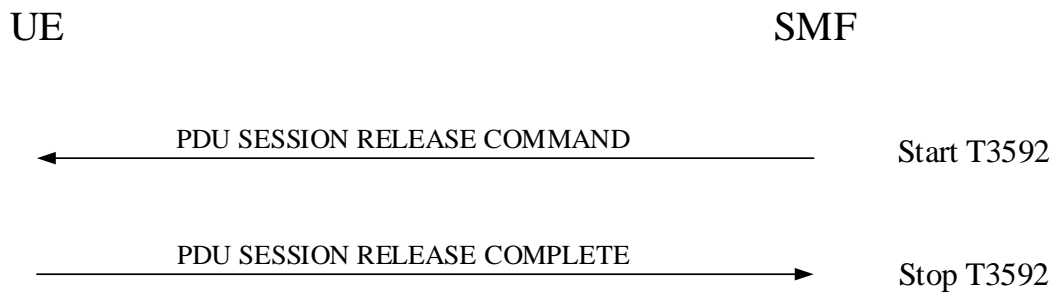 UE SMF
PDU SESSION RELEASE COMMAND Start T3592
PDU SESSION RELEASE COMPLETE Stop T3592